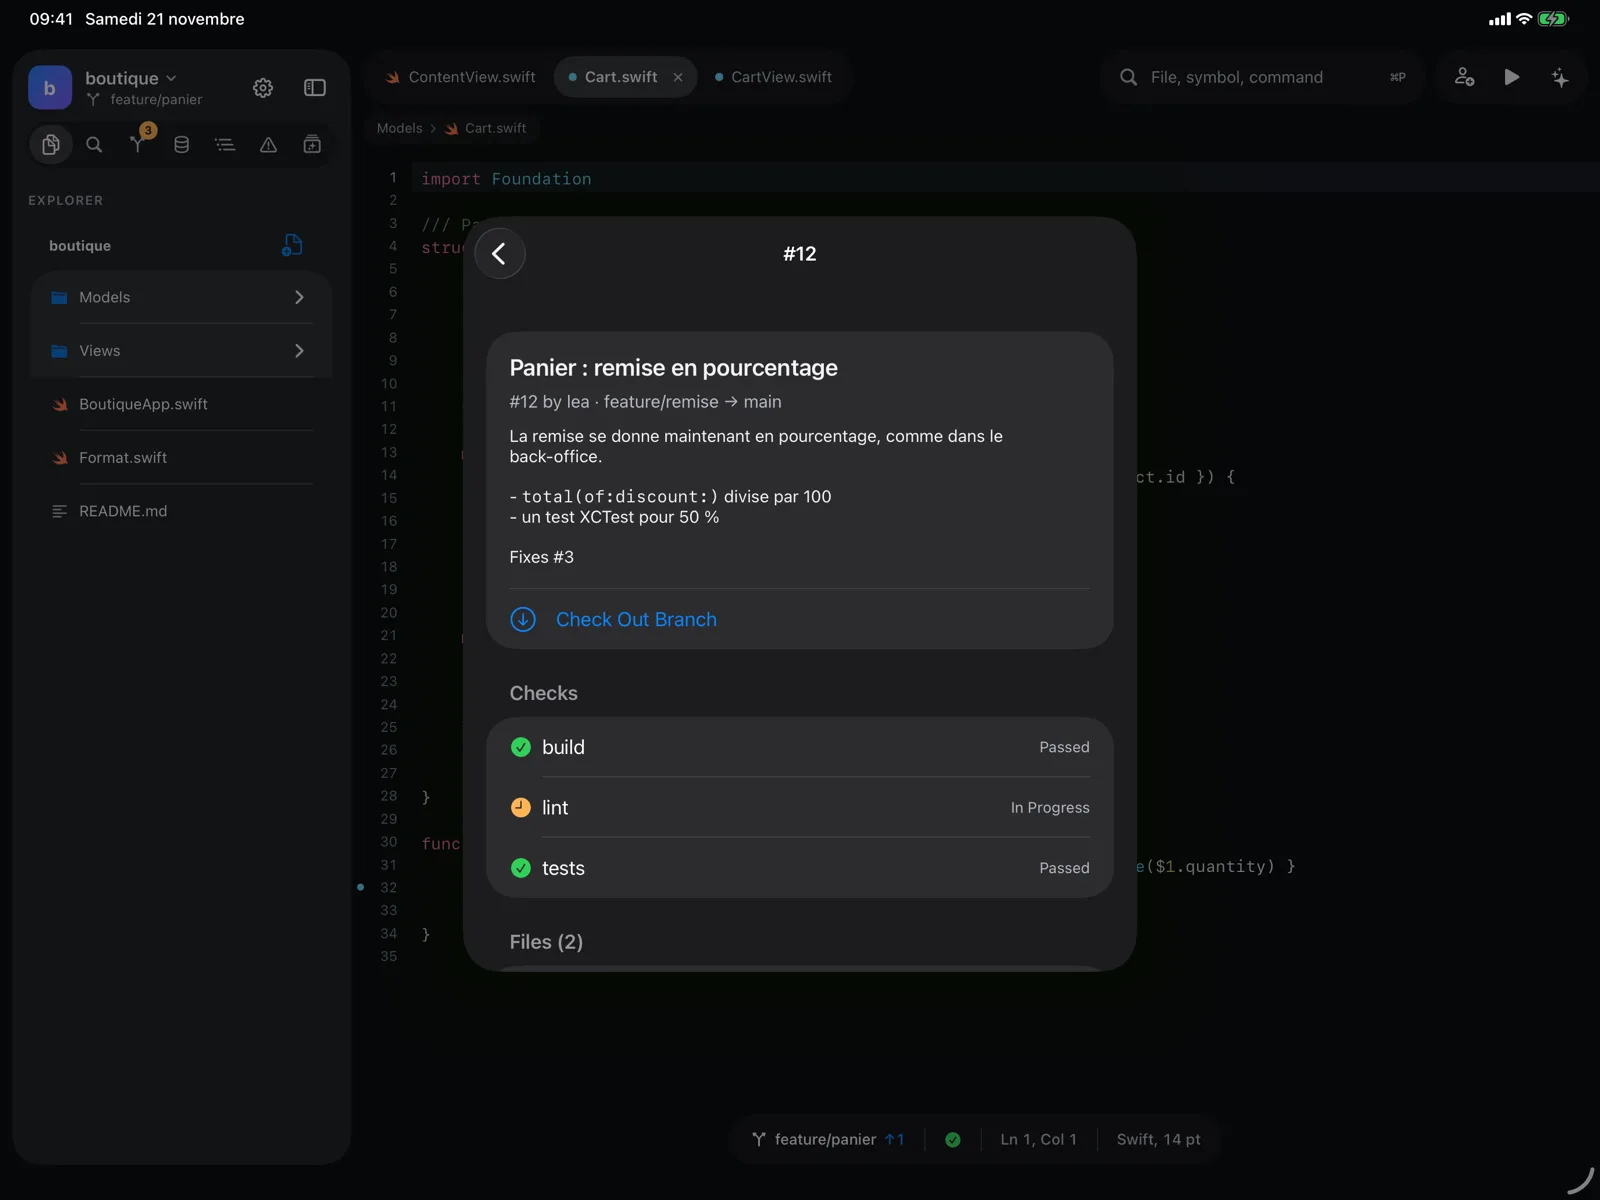 09:41 Samedi 21 novembre
b
boutique
feature/panier
3
EXPLORER
boutique
Models
Views
BoutiqueApp.swift
Format.swift
README.md
ContentView.swift
Cart.swift
CartView.swift
File, symbol, command ⌘P
Models › Cart.swift
1 import Foundation
2
3 ///
4 struc
5
6
7
8
9
10
11
12
13
14 ct.id }) {
15
16
17
18
19
20
21
22
23
24
25
26
27
28 }
29
30 func
31 e($1.quantity) }
32
33
34 }
35
#12
Panier : remise en pourcentage
#12 by lea · feature/remise → main
La remise se donne maintenant en pourcentage, comme dans le
back-office.
- total(of:discount:) divise par 100
- un test XCTest pour 50 %
Fixes #3
Check Out Branch
Checks
build Passed
lint In Progress
tests Passed
Files (2)
feature/panier ↑1
Ln 1, Col 1
Swift, 14 pt